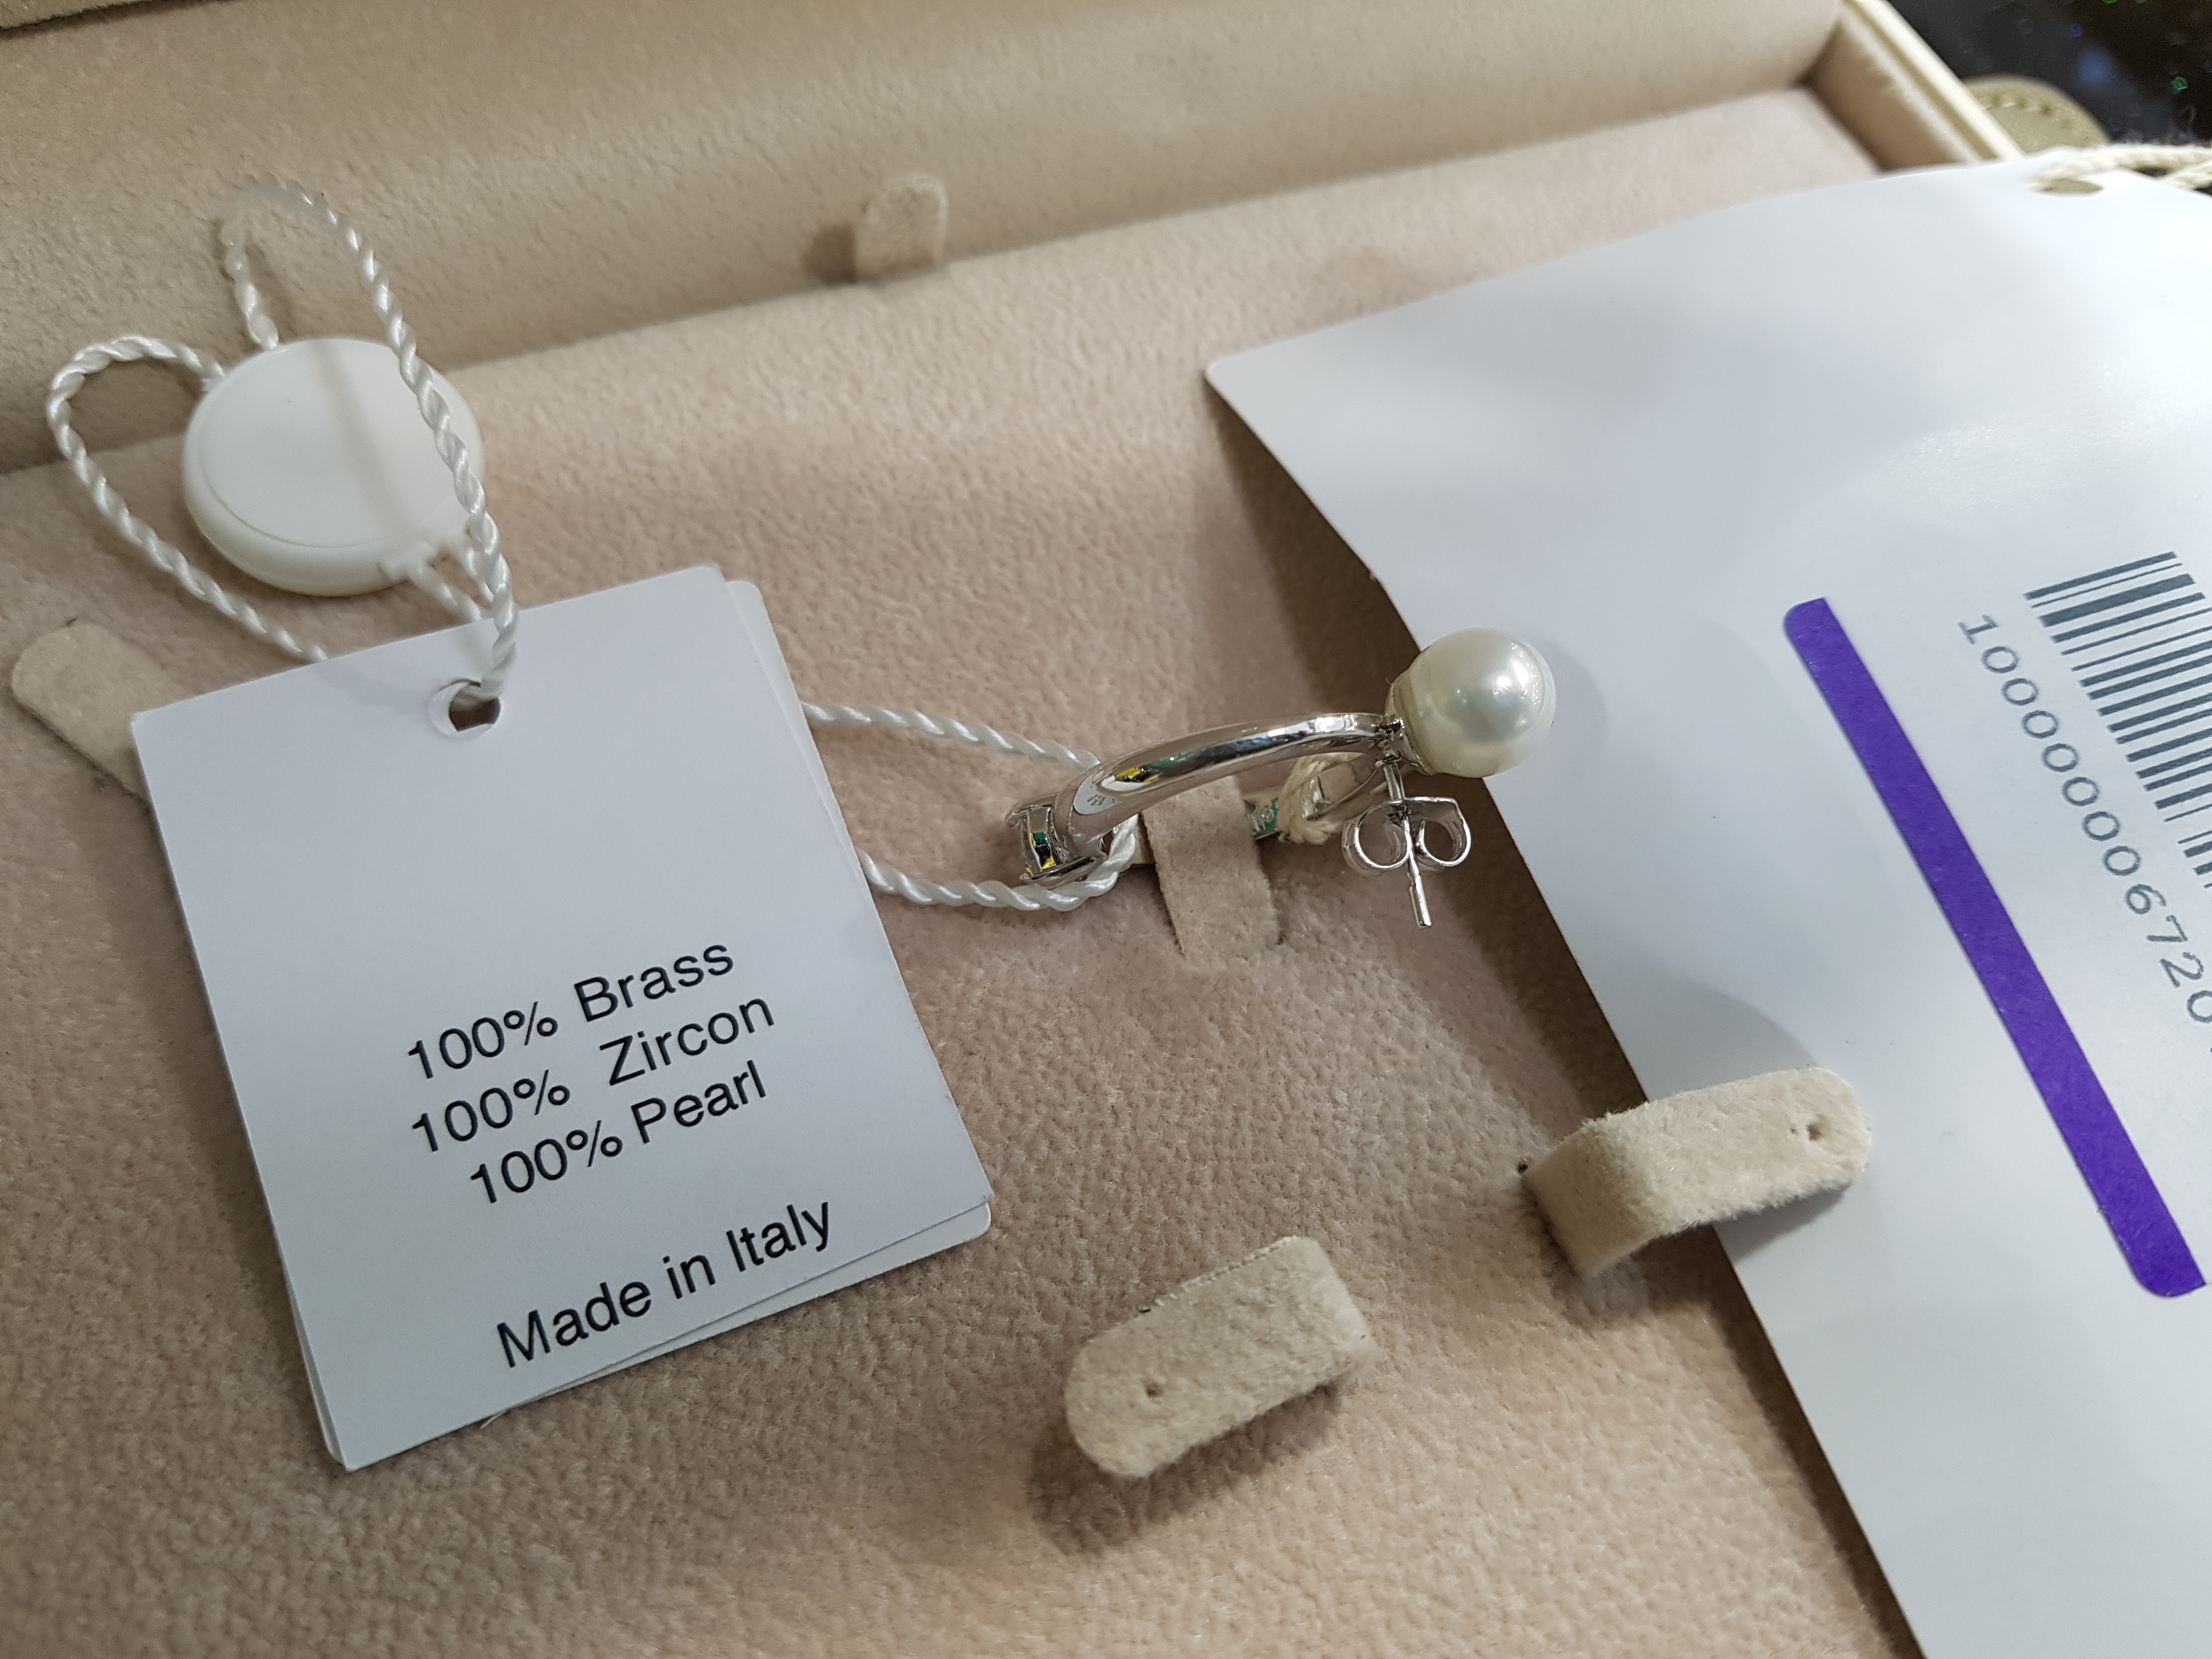 100% Brass
100% Zircon
100% Pearl
Made in Italy
100000006720